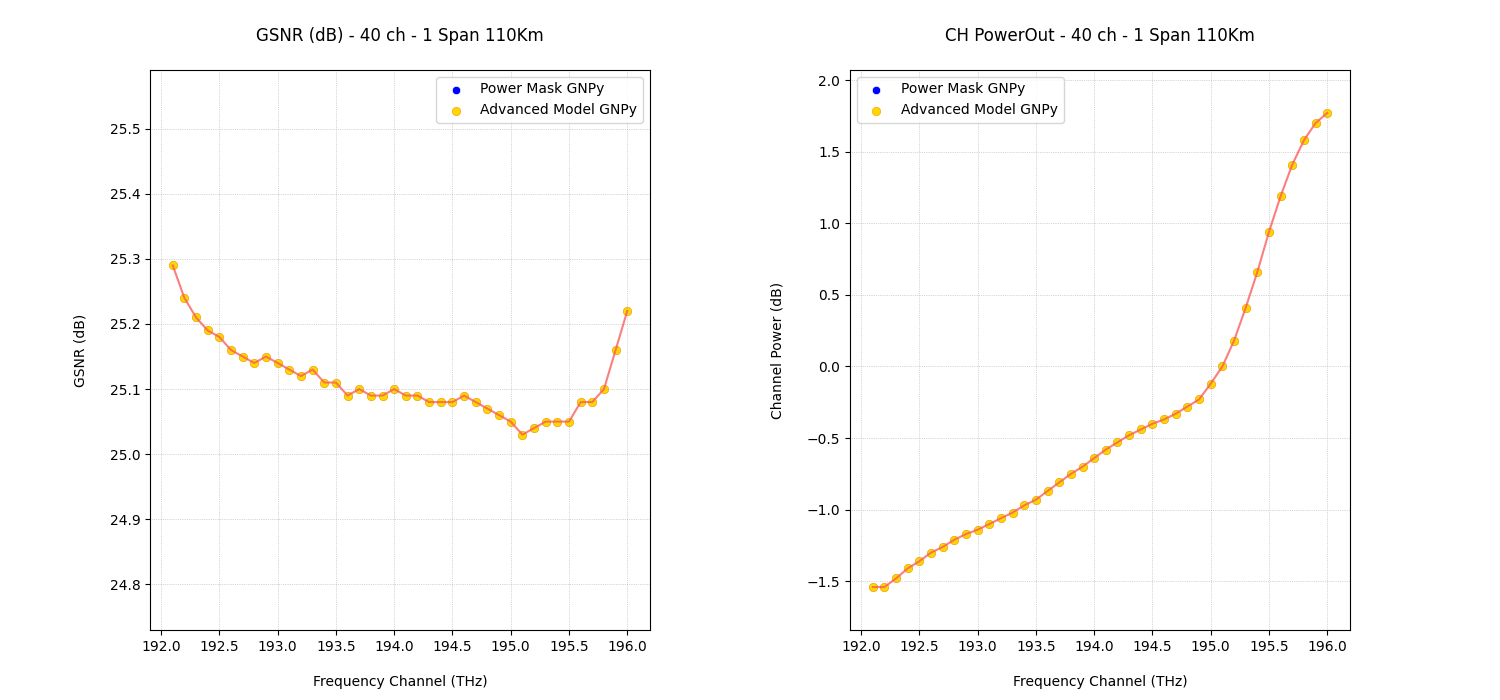 GSNR (dB) - 40 ch - 1 Span 110Km
Power Mask GNPy
Advanced Model GNPy
25.5
25.4
25.3
25.2
25.1
25.0
24.9
24.8
GSNR (dB)
192.0 192.5 193.0 193.5 194.0 194.5 195.0 195.5 196.0
Frequency Channel (THz)
CH PowerOut - 40 ch - 1 Span 110Km
Power Mask GNPy
Advanced Model GNPy
2.0
1.5
1.0
0.5
0.0
−0.5
−1.0
−1.5
Channel Power (dB)
192.0 192.5 193.0 193.5 194.0 194.5 195.0 195.5 196.0
Frequency Channel (THz)